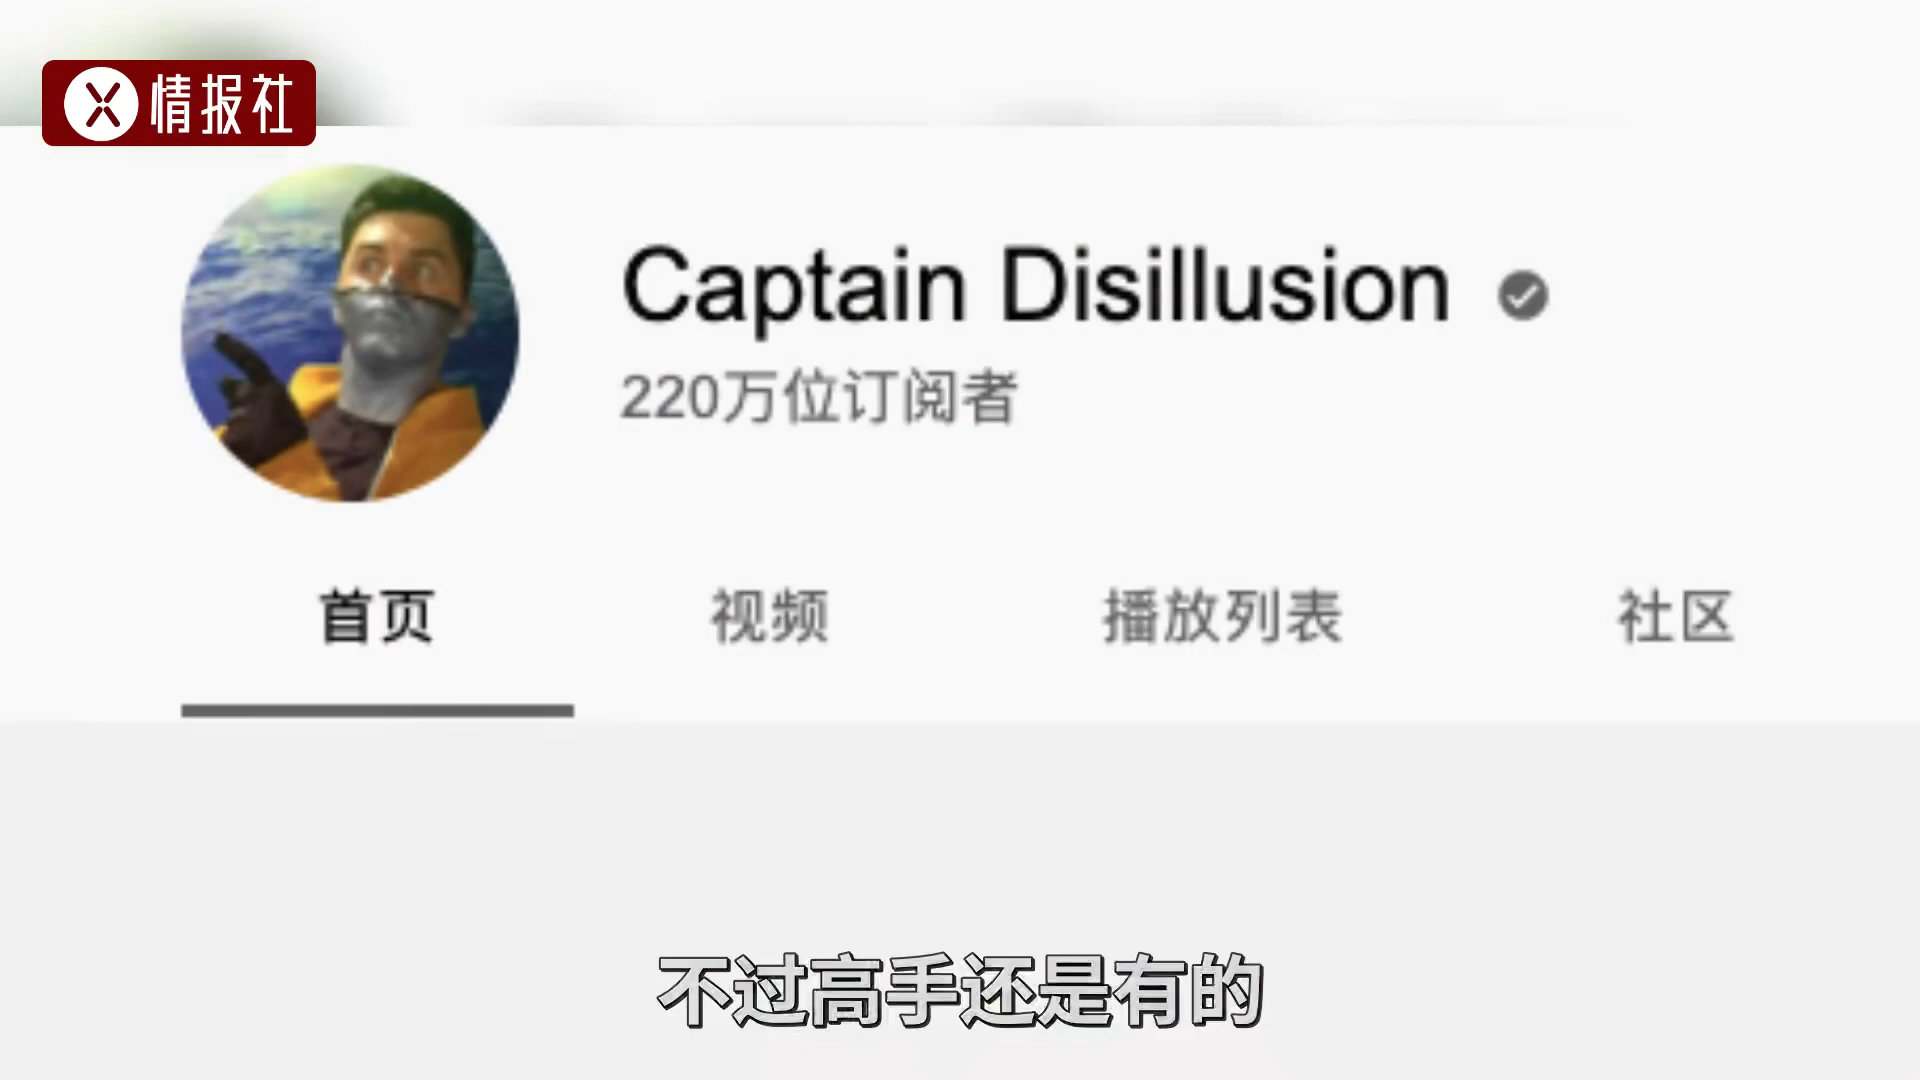 X情报社
Captain Disillusion
220万位订阅者
首页 视频 播放列表 社区
不过高手还是有的